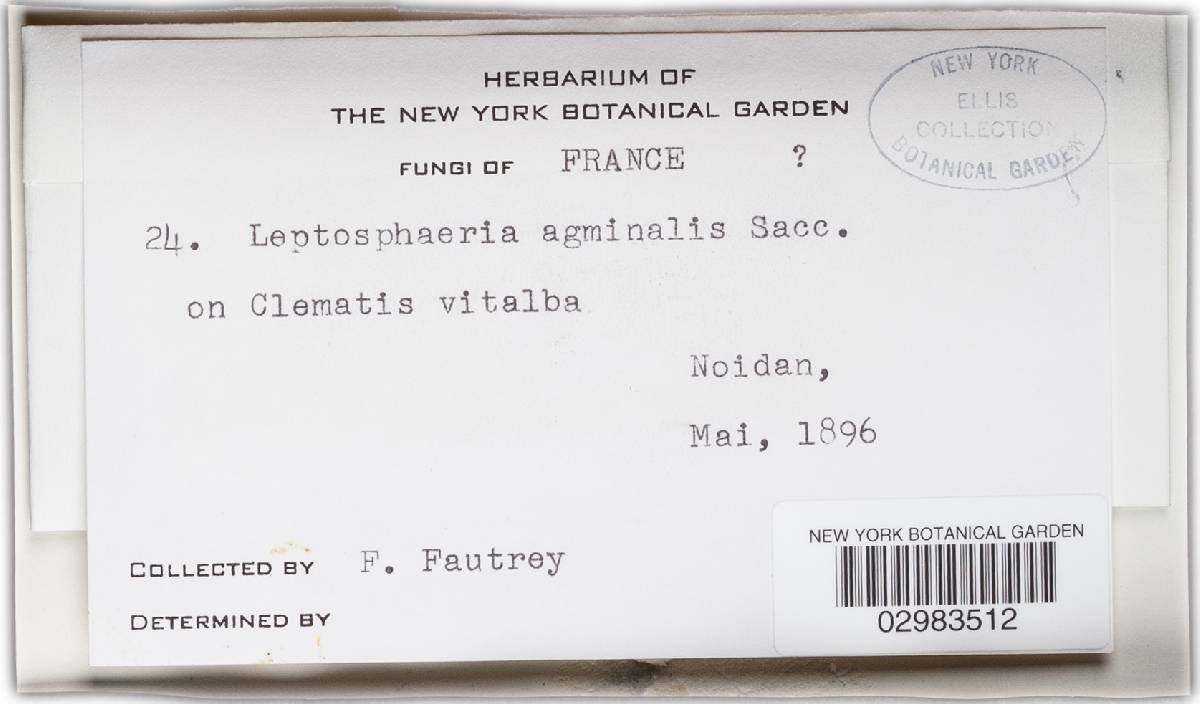 HERBARIUM OF
THE NEW YORK BOTANICAL GARDEN
FUNGI OF FRANCE ?
NEW YORK
ELLIS
COLLECTION
BOTANICAL GARDEN
24. Leptosphaeria agminalis Sacc.
on Clematis vitalba
Noidan,
Mai, 1896
COLLECTED BY F. Fautrey
DETERMINED BY
NEW YORK BOTANICAL GARDEN
02983512